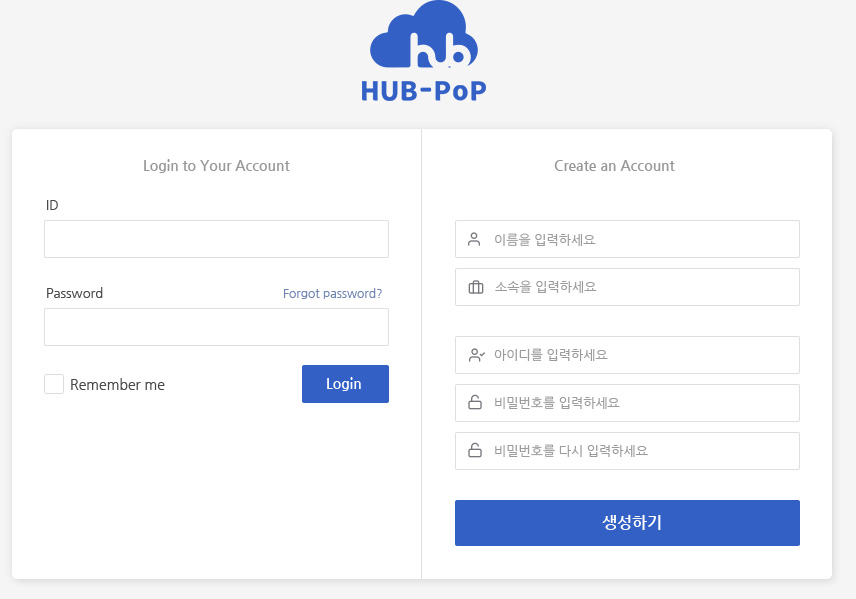 hub
HUB-PoP
Login to Your Account
ID
Password
Forgot password?
Remember me
Login
Create an Account
이름을 입력하세요
소속을 입력하세요
아이디를 입력하세요
비밀번호를 입력하세요
비밀번호를 다시 입력하세요
생성하기